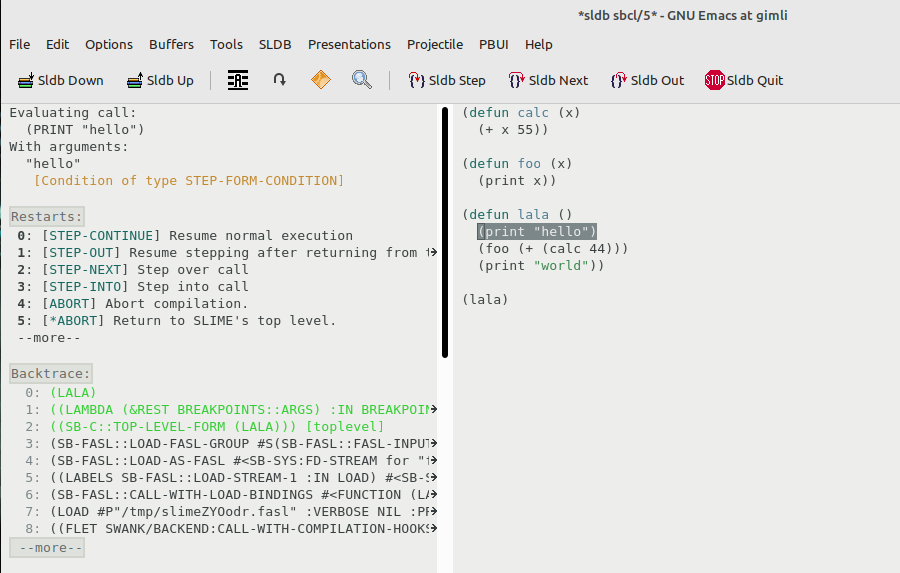 *sldb sbcl/5* - GNU Emacs at gimli
File Edit Options Buffers Tools SLDB Presentations Projectile PBUI Help
Sldb Down Sldb Up Sldb Step Sldb Next Sldb Out STOP Sldb Quit
Evaluating call:
(PRINT "hello")
With arguments:
"hello"
[Condition of type STEP-FORM-CONDITION]
Restarts:
0: [STEP-CONTINUE] Resume normal execution
1: [STEP-OUT] Resume stepping after returning from
2: [STEP-NEXT] Step over call
3: [STEP-INTO] Step into call
4: [ABORT] Abort compilation.
5: [*ABORT] Return to SLIME's top level.
--more--
Backtrace:
0: (LALA)
1: ((LAMBDA (&REST BREAKPOINTS::ARGS) :IN BREAKPOIN
2: ((SB-C::TOP-LEVEL-FORM (LALA))) [toplevel]
3: (SB-FASL::LOAD-FASL-GROUP #S(SB-FASL::FASL-INPUT
4: (SB-FASL::LOAD-AS-FASL #<SB-SYS:FD-STREAM for "
5: ((LABELS SB-FASL::LOAD-STREAM-1 :IN LOAD) #<SB-S
6: (SB-FASL::CALL-WITH-LOAD-BINDINGS #<FUNCTION (LA
7: (LOAD #P"/tmp/slimeZYOodr.fasl" :VERBOSE NIL :PR
8: ((FLET SWANK/BACKEND:CALL-WITH-COMPILATION-HOOKS
--more--
(defun calc (x)
(+ x 55))
(defun foo (x)
(print x))
(defun lala ()
(print "hello")
(foo (+ (calc 44)))
(print "world"))
(lala)